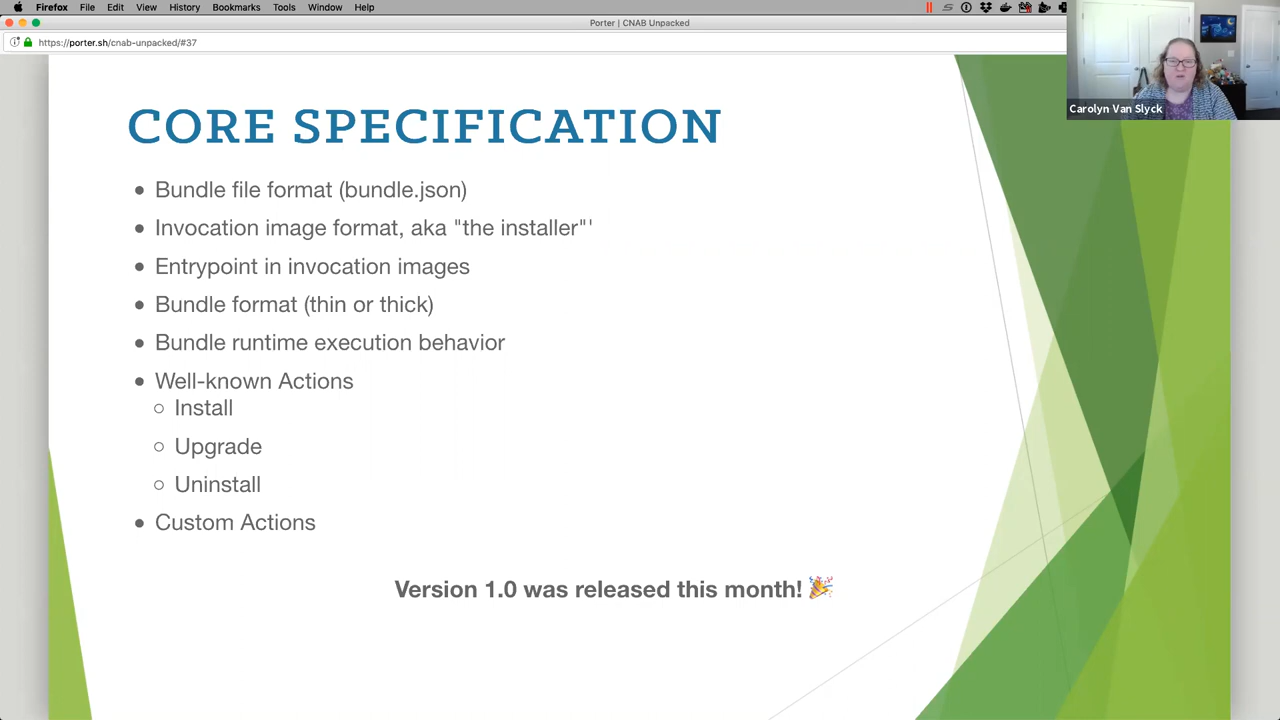 Firefox File Edit View History Bookmarks Tools Window Help
Porter | CNAB Unpacked
https://porter.sh/cnab-unpacked/#37
Carolyn Van Slyck
CORE SPECIFICATION
• Bundle file format (bundle.json)
• Invocation image format, aka "the installer"'
• Entrypoint in invocation images
• Bundle format (thin or thick)
• Bundle runtime execution behavior
• Well-known Actions
○ Install
○ Upgrade
○ Uninstall
• Custom Actions
Version 1.0 was released this month! 🎉